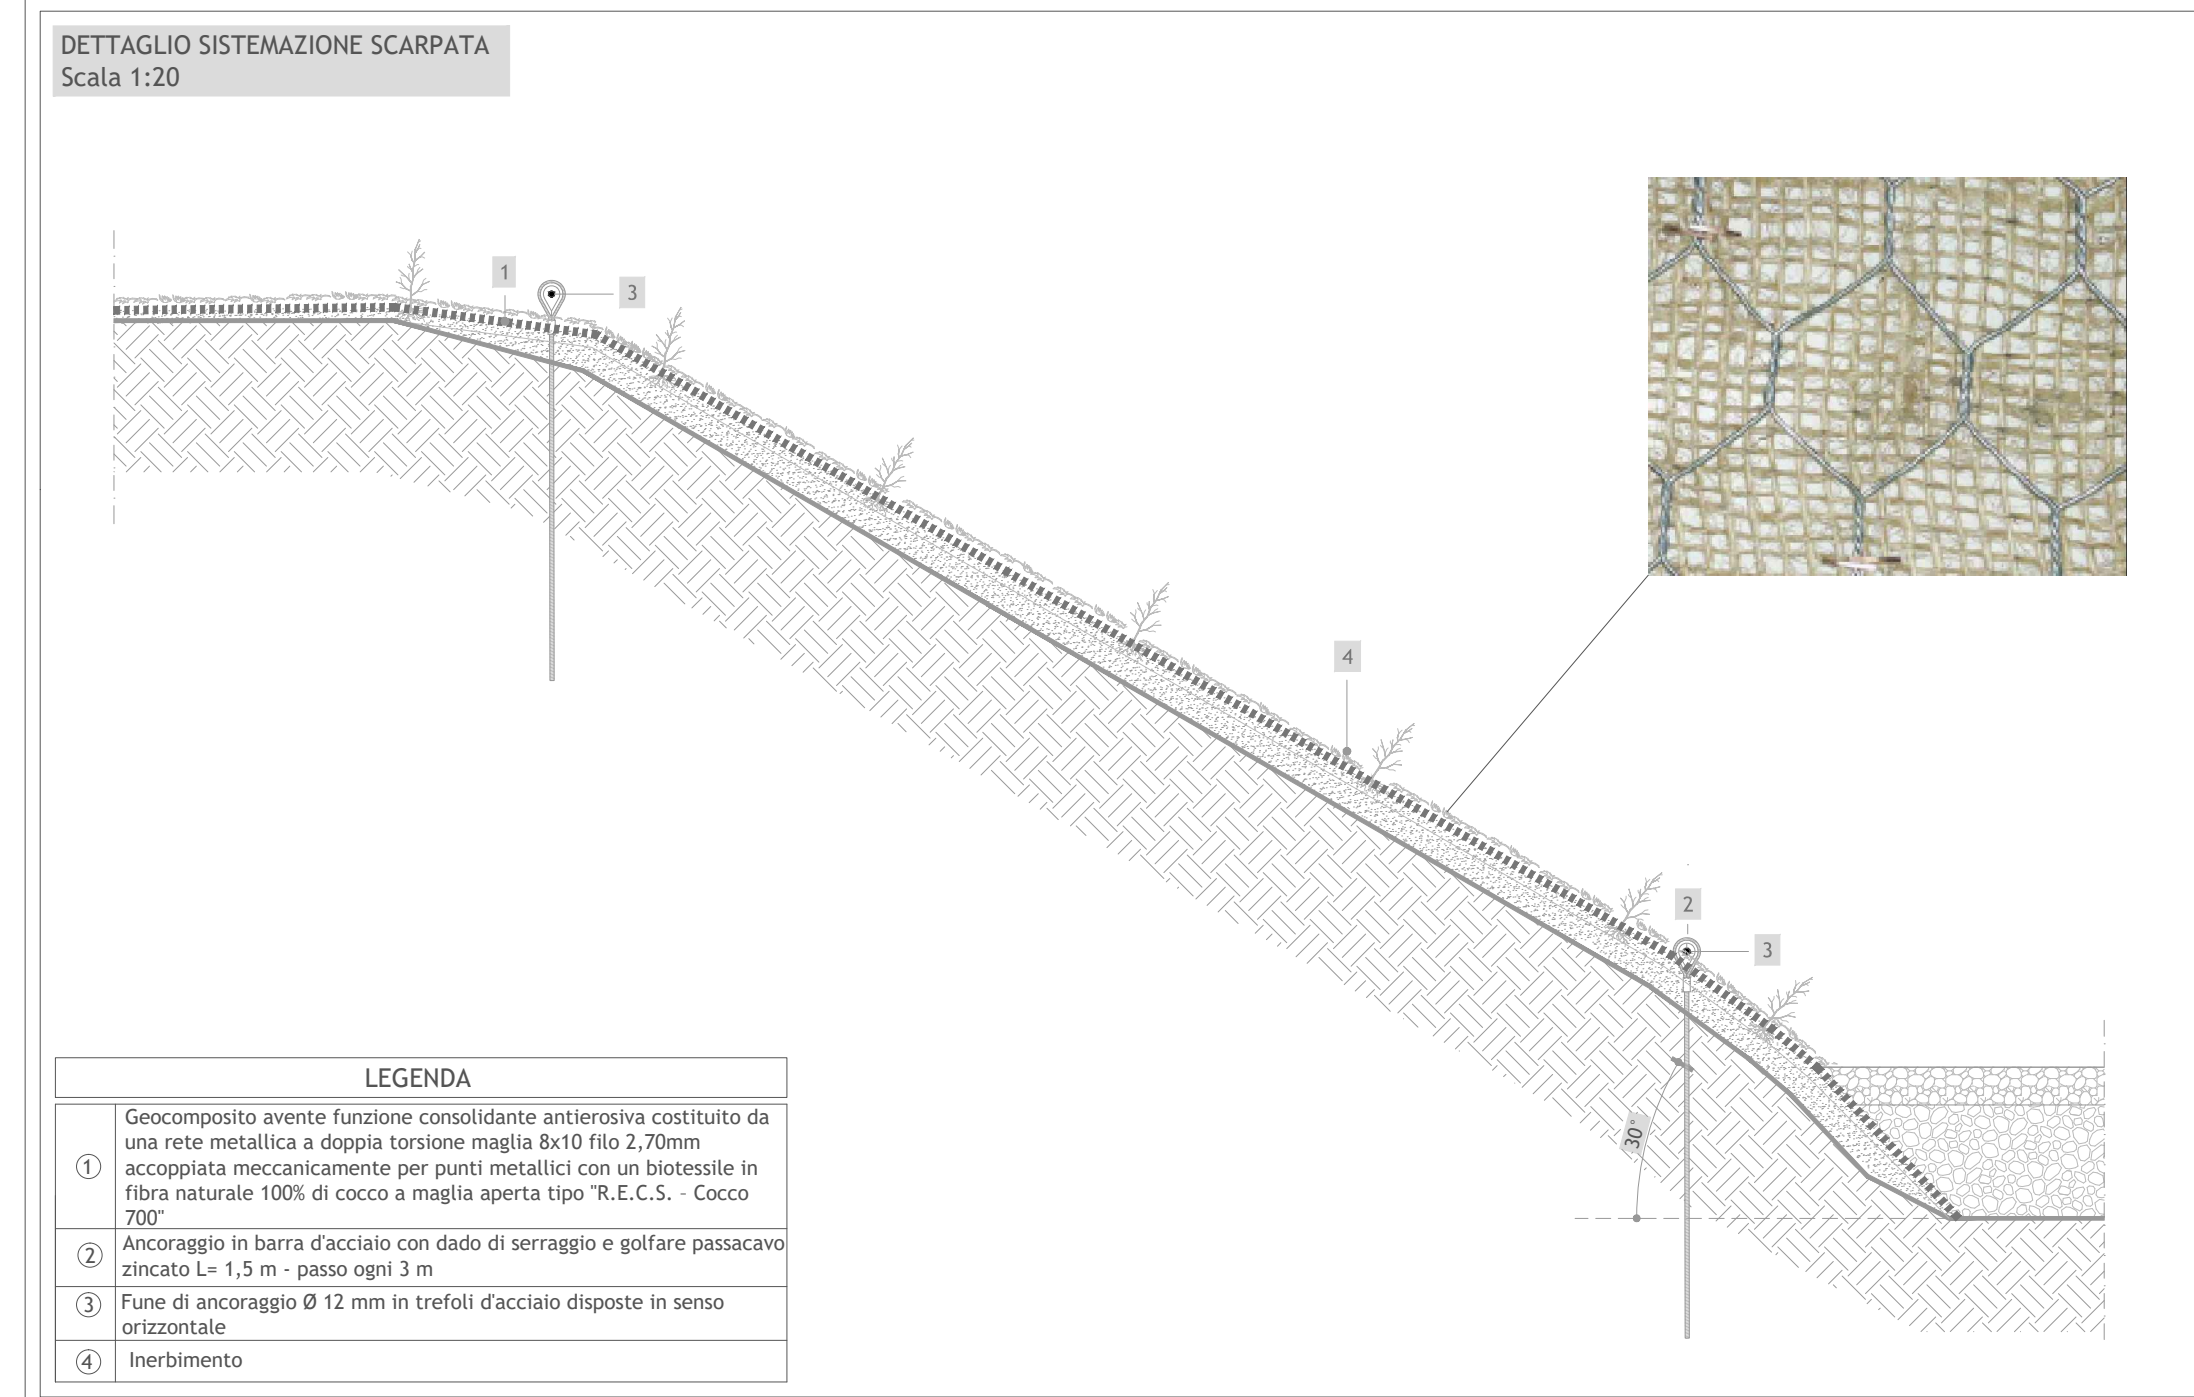 DETTAGLIO SISTEMAZIONE SCARPATA
Scala 1:20
1
3
4
2
3
30°
LEGENDA
1
Geocomposito avente funzione consolidante antierosiva costituito da
una rete metallica a doppia torsione maglia 8x10 filo 2,70mm
accoppiata meccanicamente per punti metallici con un biotessile in
fibra naturale 100% di cocco a maglia aperta tipo "R.E.C.S. – Cocco
700"
2
Ancoraggio in barra d'acciaio con dado di serraggio e golfare passacavo
zincato L= 1,5 m - passo ogni 3 m
3
Fune di ancoraggio Ø 12 mm in trefoli d'acciaio disposte in senso
orizzontale
4
Inerbimento